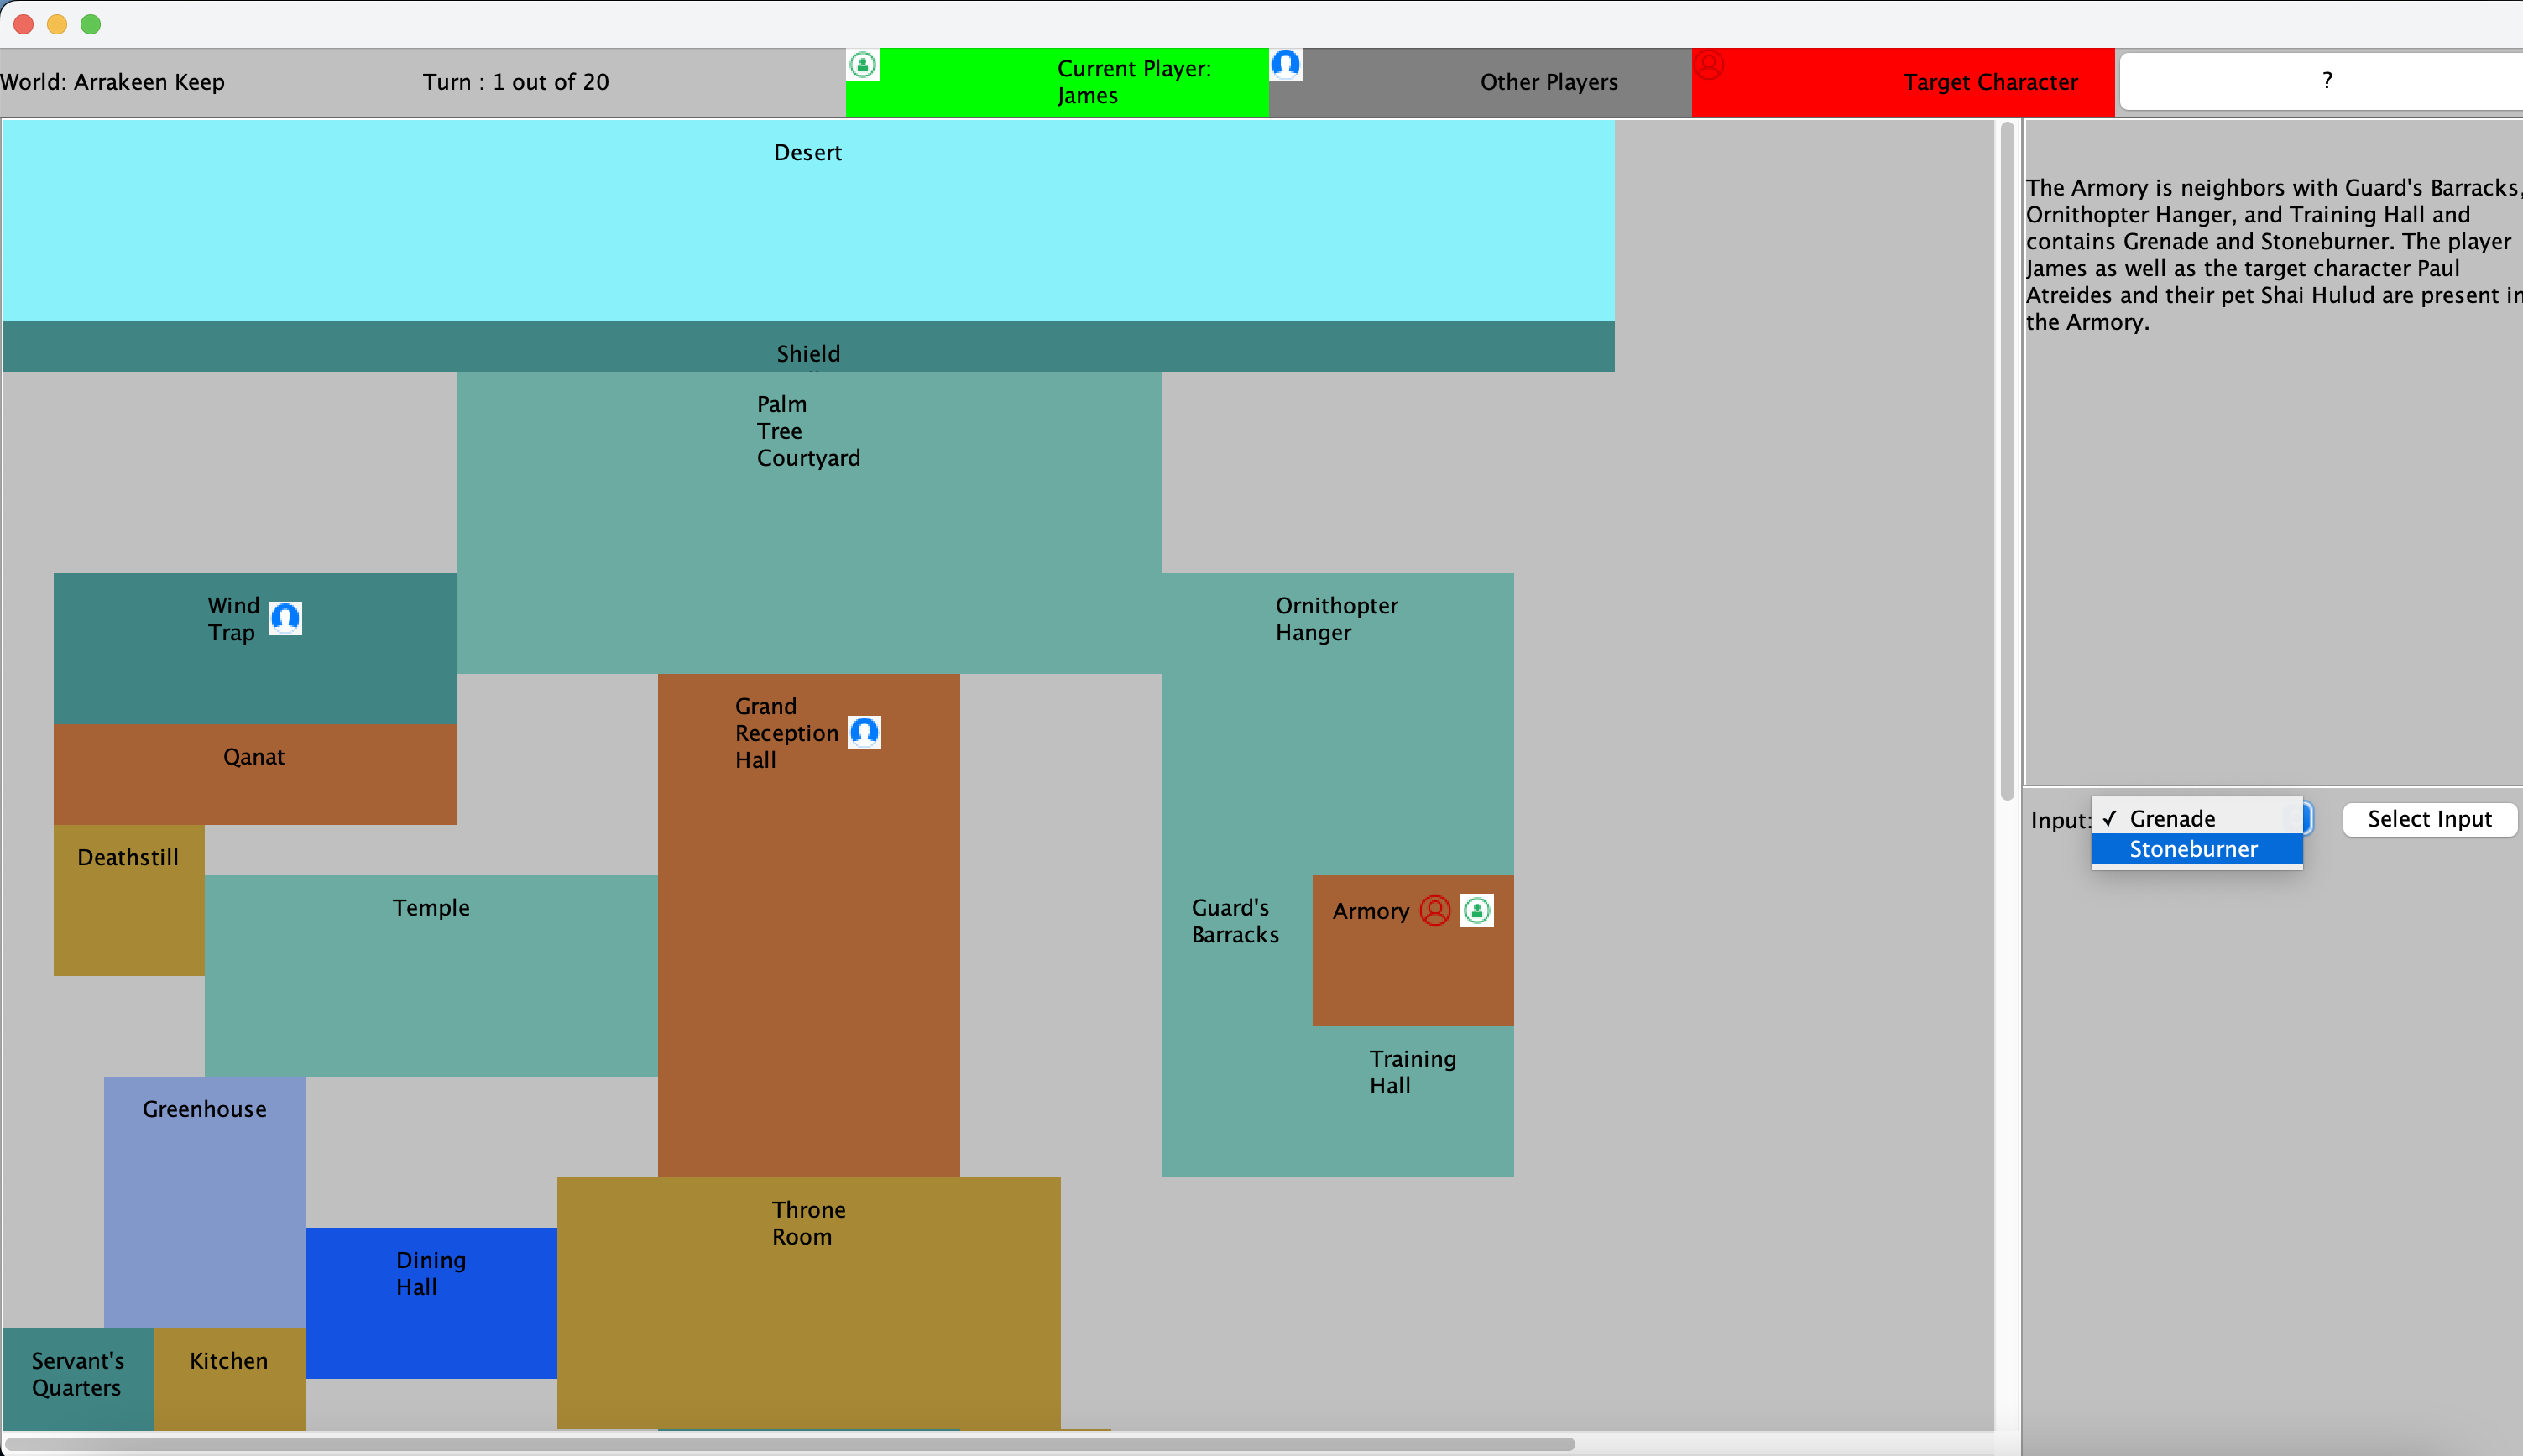 World: Arrakeen Keep
Turn : 1 out of 20
Current Player:
James
Other Players
Target Character
?
Desert
Shield
Palm
Tree
Courtyard
Wind
Trap
Ornithopter
Hanger
Grand
Reception
Hall
Qanat
Deathstill
Temple
Guard's
Barracks
Armory
Training
Hall
Greenhouse
Throne
Room
Dining
Hall
Servant's
Quarters
Kitchen
The Armory is neighbors with Guard's Barracks,
Ornithopter Hanger, and Training Hall and
contains Grenade and Stoneburner. The player
James as well as the target character Paul
Atreides and their pet Shai Hulud are present in
the Armory.
Input:
✓ Grenade
Stoneburner
Select Input